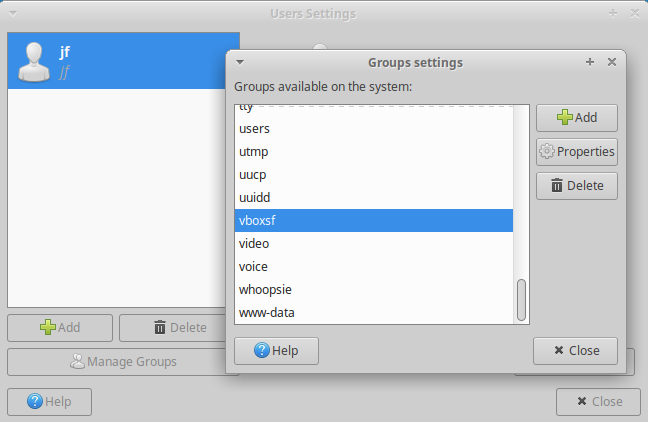 Users Settings
jf
jf
Groups settings
Groups available on the system:
tty
users
utmp
uucp
uuidd
vboxsf
video
voice
whoopsie
www-data
Add
Properties
Delete
Help
Close
Add
Delete
Manage Groups
Help
Close